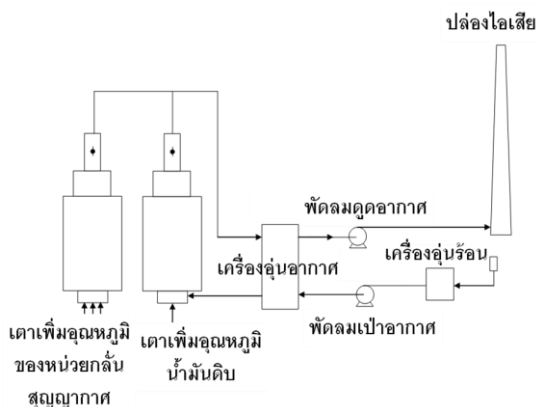 ปล่องไอเสีย
พัดลมดูดอากาศ
เครื่องอุ่นร้อน
เครื่องอุ่นอากาศ
พัดลมเป่าอากาศ
เตาเพิ่มอุณหภูมิ
ของหน่วยกลั่น
สุญญากาศ
เตาเพิ่มอุณหภูมิ
น้ำมันดิบ